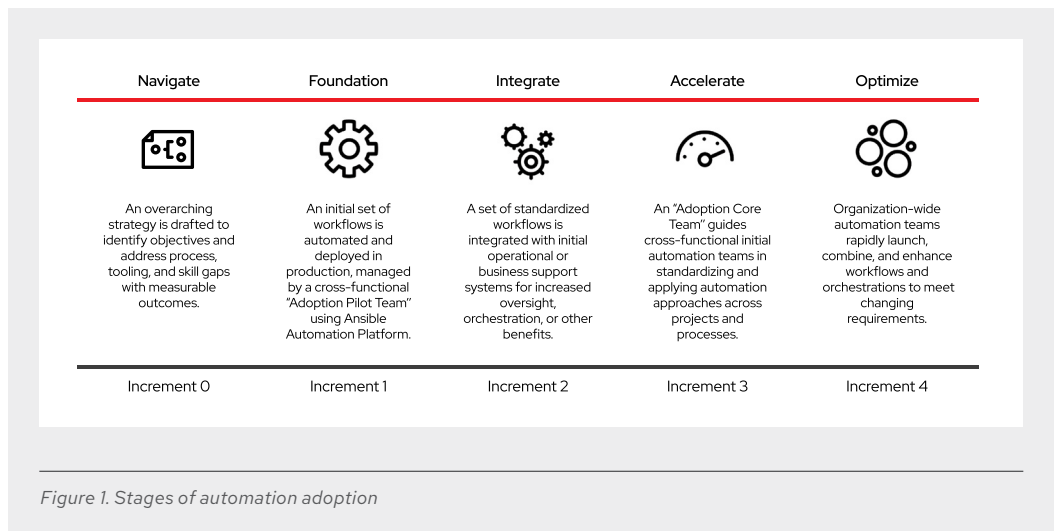 Navigate
Foundation
Integrate
Accelerate
Optimize
An overarching
strategy is drafted to
identify objectives and
address process,
tooling, and skill gaps
with measurable
outcomes.
An initial set of
workflows is
automated and
deployed in
production, managed
by a cross-functional
“Adoption Pilot Team”
using Ansible
Automation Platform.
A set of standardized
workflows is
integrated with initial
operational or
business support
systems for increased
oversight,
orchestration, or other
benefits.
An “Adoption Core
Team” guides
cross-functional initial
automation teams in
standardizing and
applying automation
approaches across
projects and
processes.
Organization-wide
automation teams
rapidly launch,
combine, and enhance
workflows and
orchestrations to meet
changing
requirements.
Increment 0
Increment 1
Increment 2
Increment 3
Increment 4
Figure 1. Stages of automation adoption